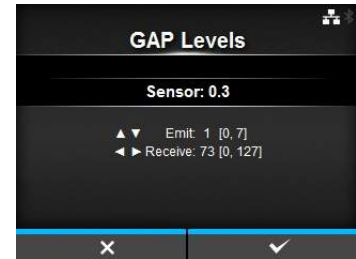 GAP Levels
Sensor: 0.3
▲ ▼ Emit: 1 [0, 7]
◄ ► Receive: 73 [0, 127]